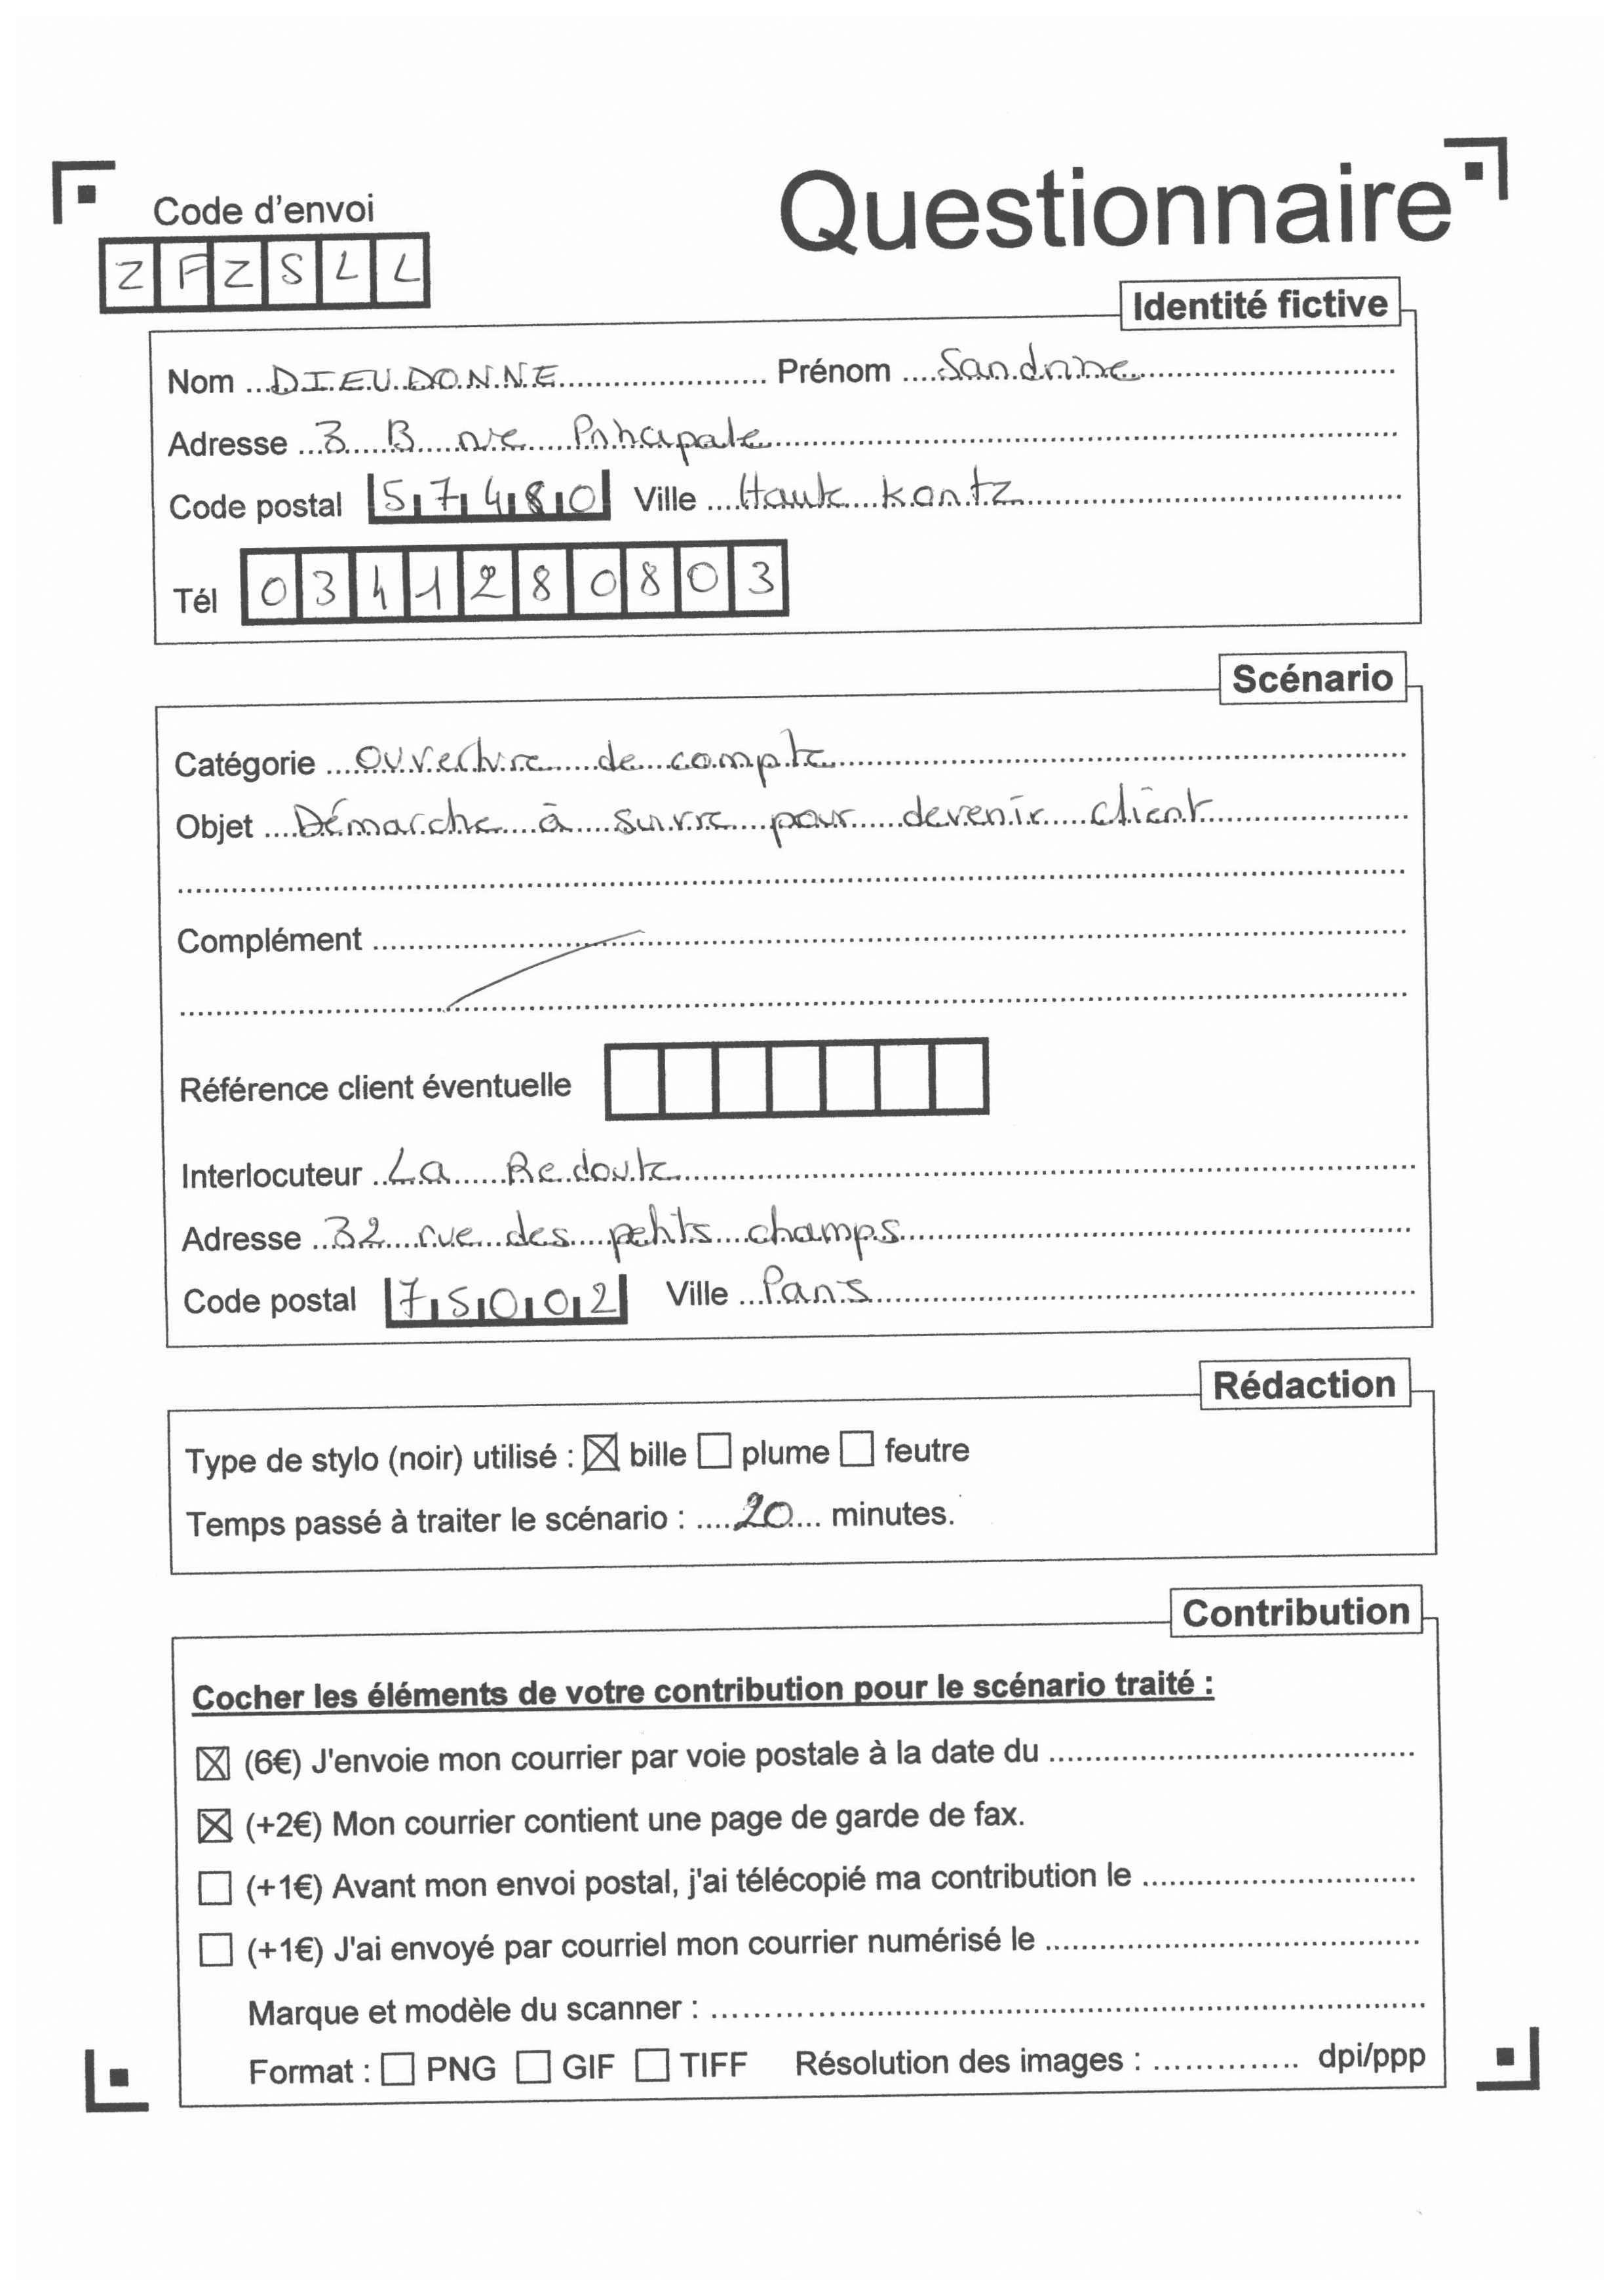 Questionnaire
Code d'envoi
ZFZSLL
Identité fictive
Nom DIEUDONNE Prénom Sandrine
Adresse 3 B rue Principale
Code postal 57480 Ville Haute kontz
Tél 0341280803
Scénario
Catégorie Ouverture de compte
Objet Démarche à suivre pour devenir client
Complément
Référence client éventuelle
Interlocuteur La Redoute
Adresse 32 rue des petits champs
Code postal 75002 Ville Paris
Rédaction
Type de stylo (noir) utilisé : ☒ bille ☐ plume ☐ feutre
Temps passé à traiter le scénario : 20 minutes.
Contribution
Cocher les éléments de votre contribution pour le scénario traité :
☒ (6€) J'envoie mon courrier par voie postale à la date du
☒ (+2€) Mon courrier contient une page de garde de fax.
☐ (+1€) Avant mon envoi postal, j'ai télécopié ma contribution le
☐ (+1€) J'ai envoyé par courriel mon courrier numérisé le
Marque et modèle du scanner :
Format : ☐ PNG ☐ GIF ☐ TIFF Résolution des images : dpi/ppp